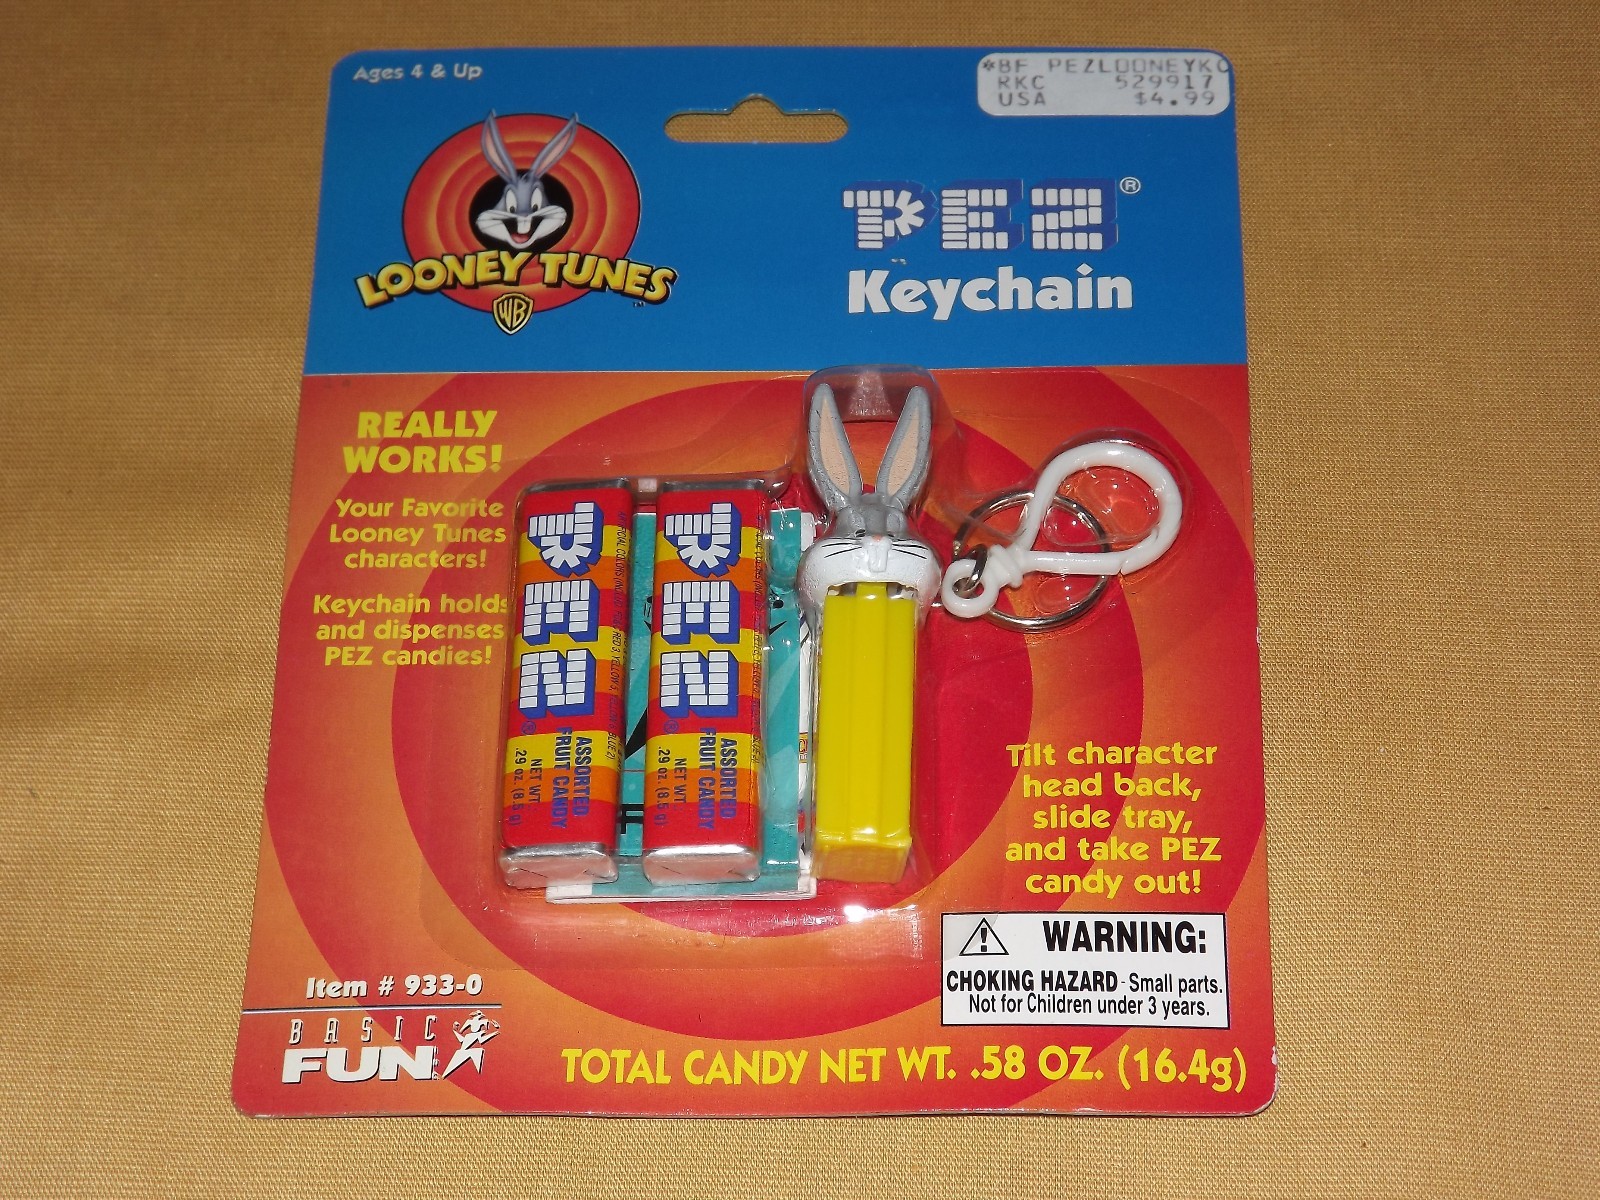 Ages 4 & Up
*BF PEZLOONEYKC
RKC 529917
USA $4.99
LOONEY TUNES
™
WB
PEZ®
Keychain
REALLY
WORKS!
Your Favorite
Looney Tunes
characters!
Keychain holds
and dispenses
PEZ candies!
PEZ®
ASSORTED
FRUIT CANDY
NET WT.
.29 oz. (8.5 g)
PEZ®
ASSORTED
FRUIT CANDY
NET WT.
.29 oz. (8.5 g)
Tilt character
head back,
slide tray,
and take PEZ
candy out!
WARNING:
CHOKING HAZARD - Small parts.
Not for Children under 3 years.
Item # 933-0
BASIC
FUN
TOTAL CANDY NET WT. .58 OZ. (16.4g)